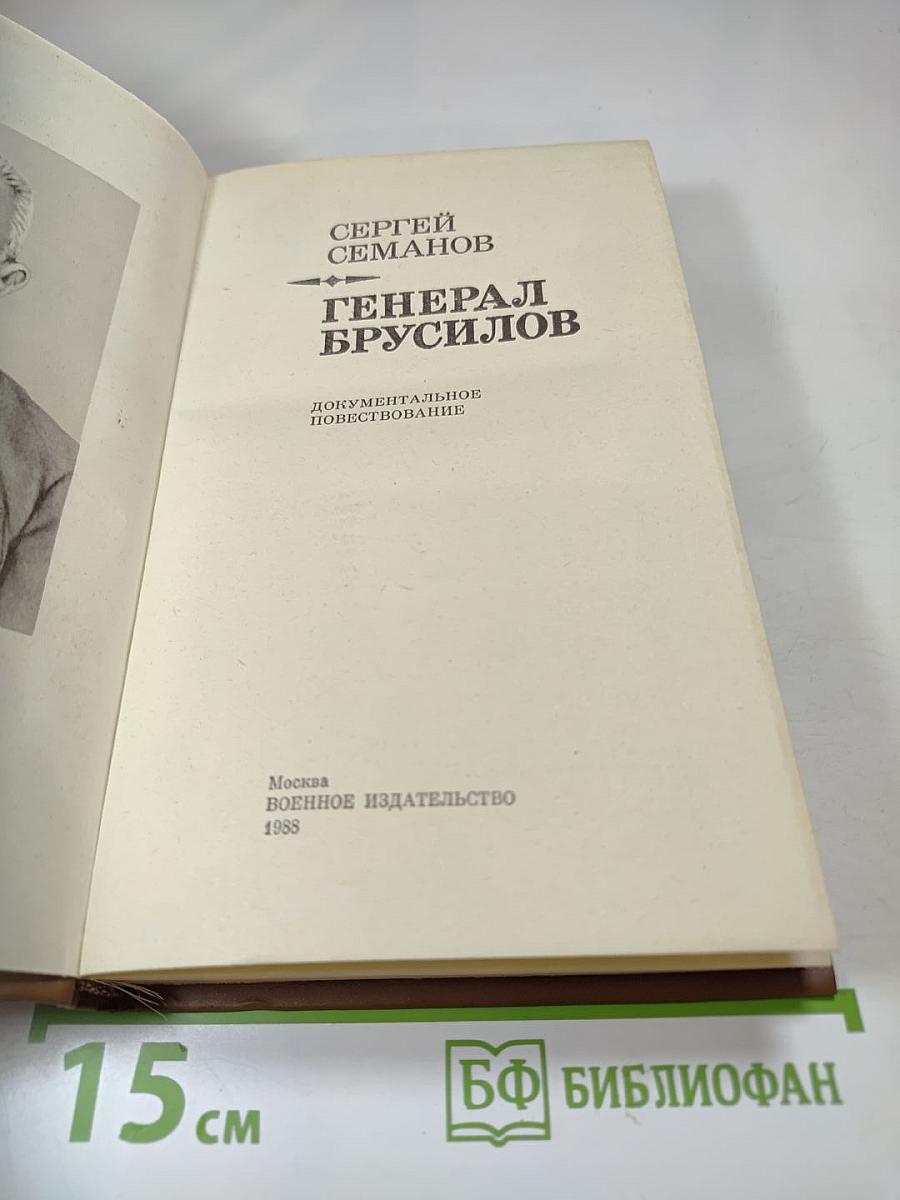 СЕРГЕЙ
СЕМАНОВ
ГЕНЕРАЛ
БРУСИЛОВ
ДОКУМЕНТАЛЬНОЕ
ПОВЕСТВОВАНИЕ
Москва
ВОЕННОЕ ИЗДАТЕЛЬСТВО
1988
15 см
БФ БИБЛИОФАН